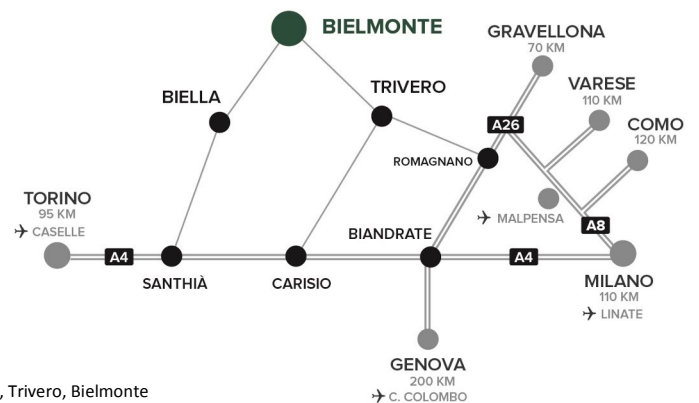 BIELMONTE
GRAVELLONA
70 KM
VARESE
110 KM
TRIVERO
BIELLA
A26
COMO
120 KM
ROMAGNANO
TORINO
95 KM
CASELLE
MALPENSA
A8
BIANDRATE
A4
A4
SANTHIÀ
CARISIO
MILANO
110 KM
LINATE
GENOVA
200 KM
C. COLOMBO
, Trivero, Bielmonte